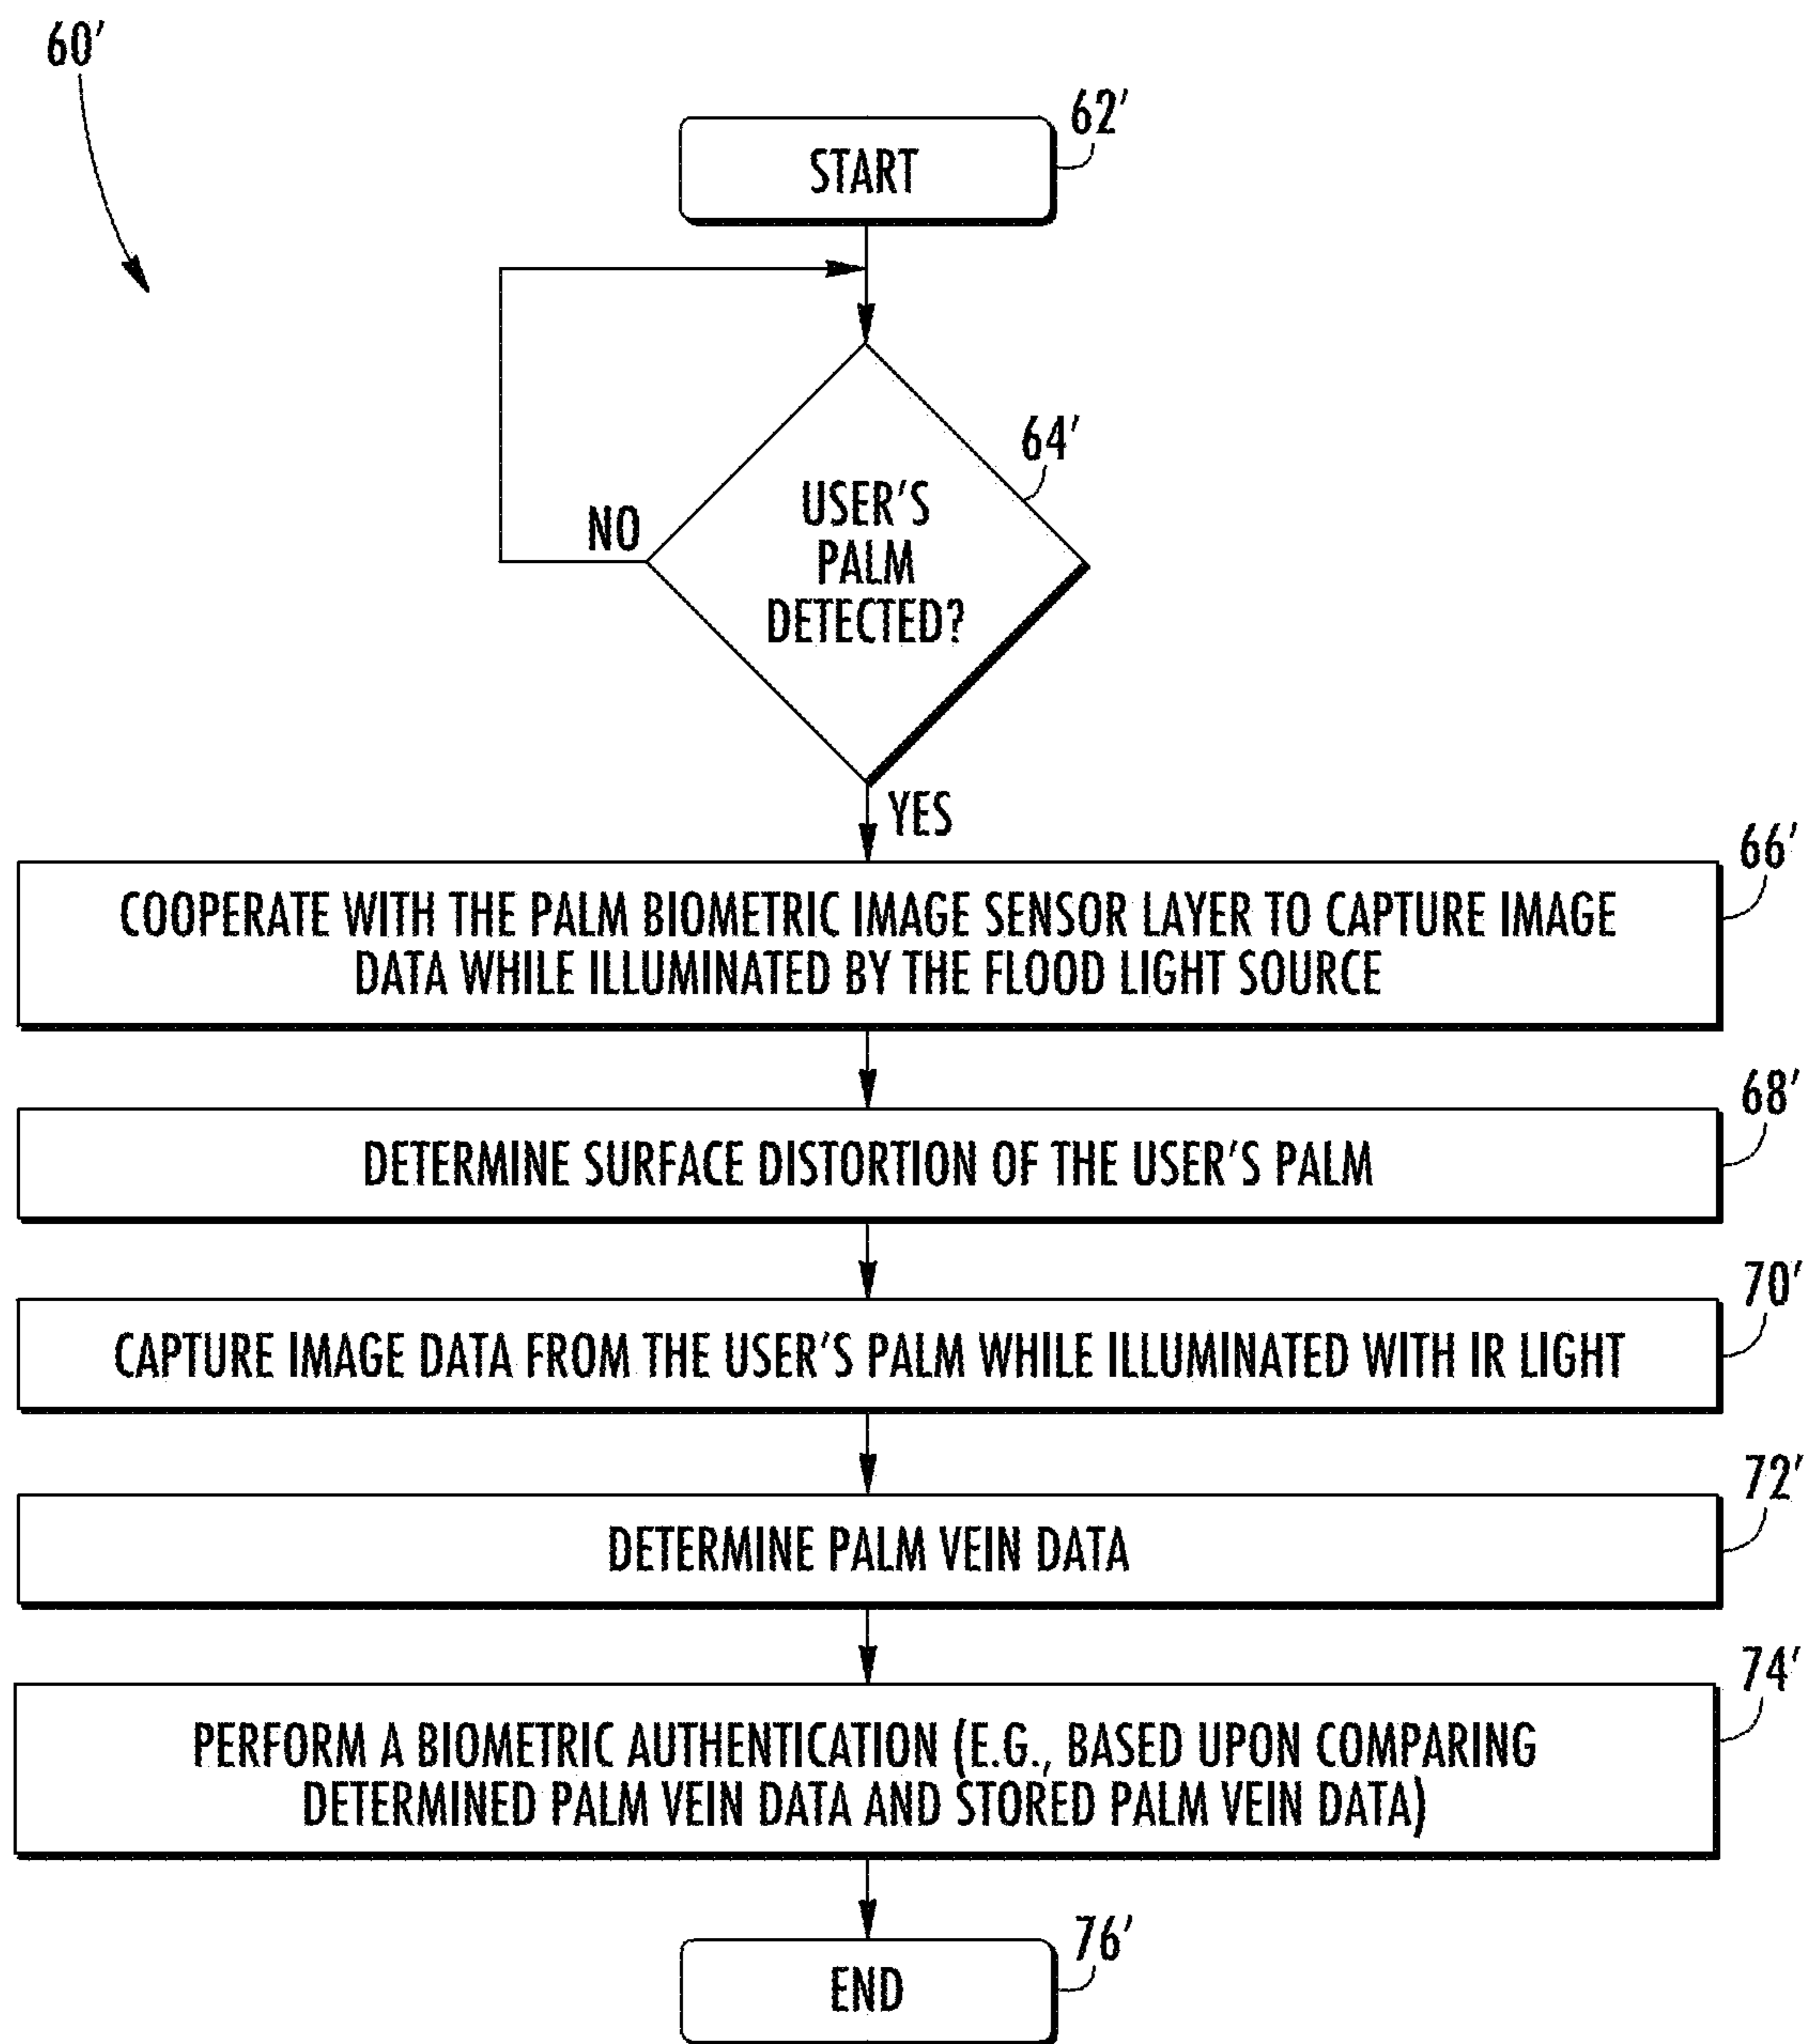 60'
62'
START
64'
USER'S
PALM
DETECTED?
NO
YES
66'
COOPERATE WITH THE PALM BIOMETRIC IMAGE SENSOR LAYER TO CAPTURE IMAGE
DATA WHILE ILLUMINATED BY THE FLOOD LIGHT SOURCE
68'
DETERMINE SURFACE DISTORTION OF THE USER'S PALM
70'
CAPTURE IMAGE DATA FROM THE USER'S PALM WHILE ILLUMINATED WITH IR LIGHT
72'
DETERMINE PALM VEIN DATA
74'
PERFORM A BIOMETRIC AUTHENTICATION (E.G., BASED UPON COMPARING
DETERMINED PALM VEIN DATA AND STORED PALM VEIN DATA)
76'
END